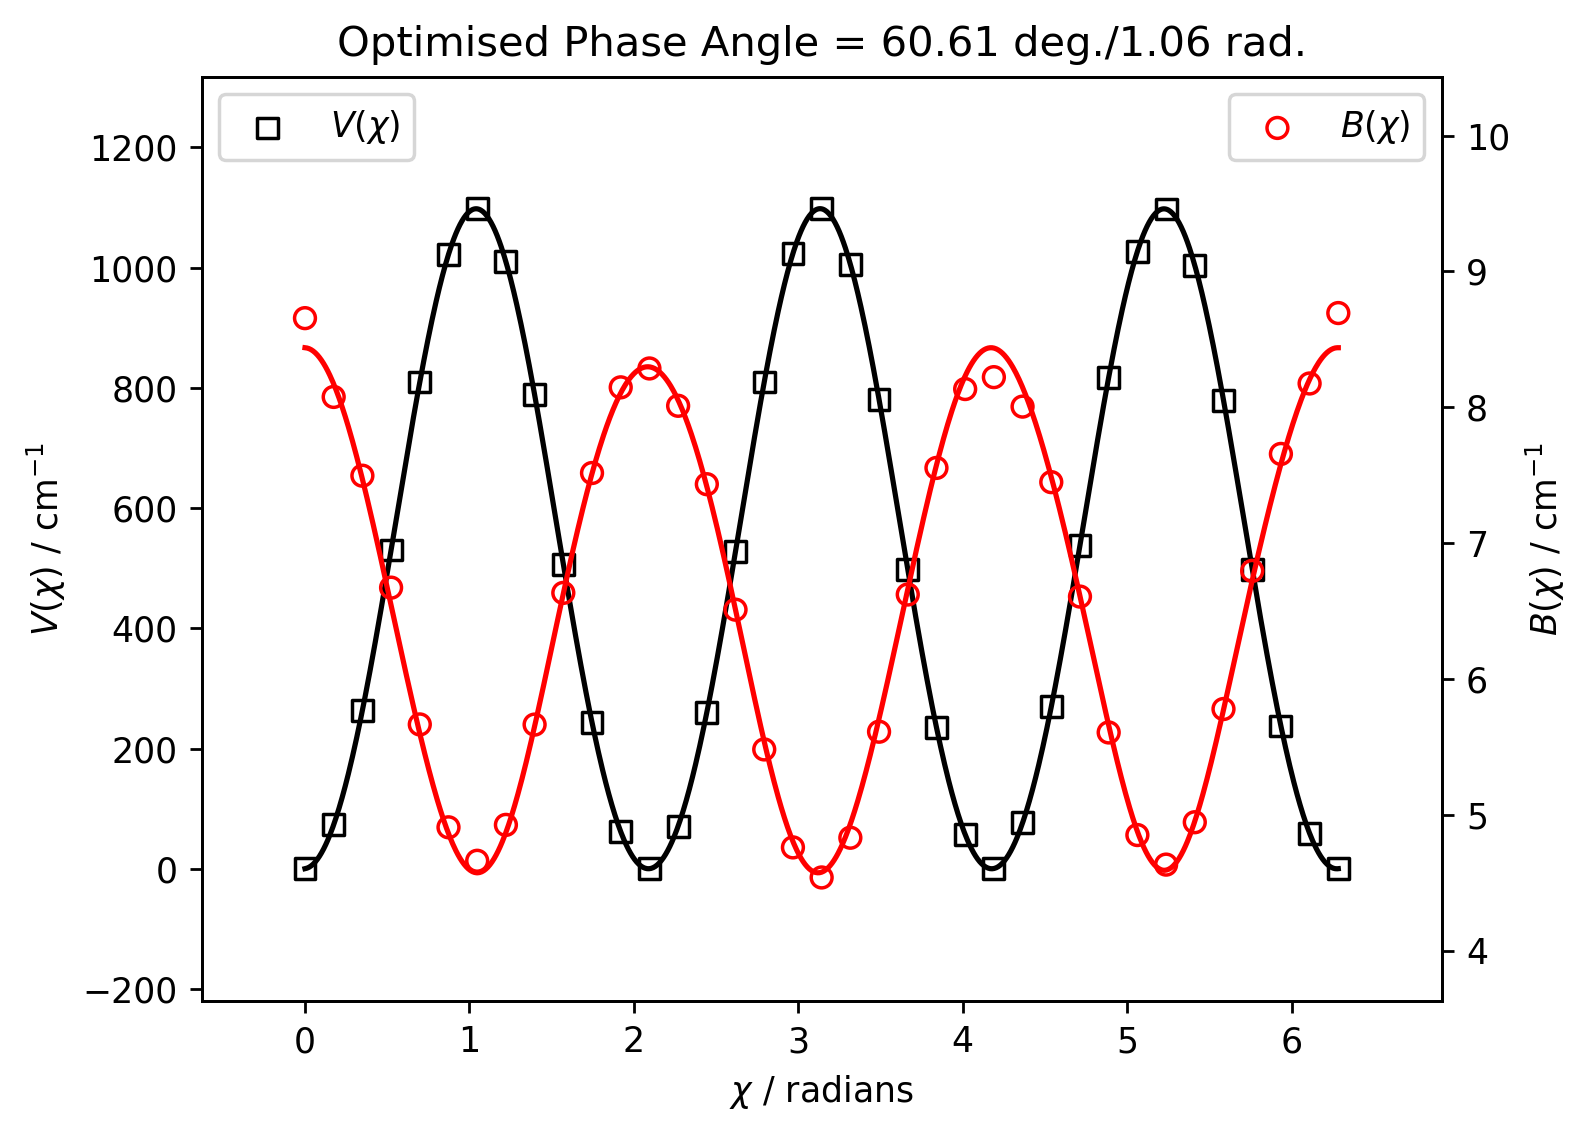 Optimised Phase Angle = 60.61 deg./1.06 rad.
V(χ)
B(χ)
1200
1000
800
600
400
200
0
−200
V(χ) / cm⁻¹
10
9
8
7
6
5
4
B(χ) / cm⁻¹
0 1 2 3 4 5 6
χ / radians